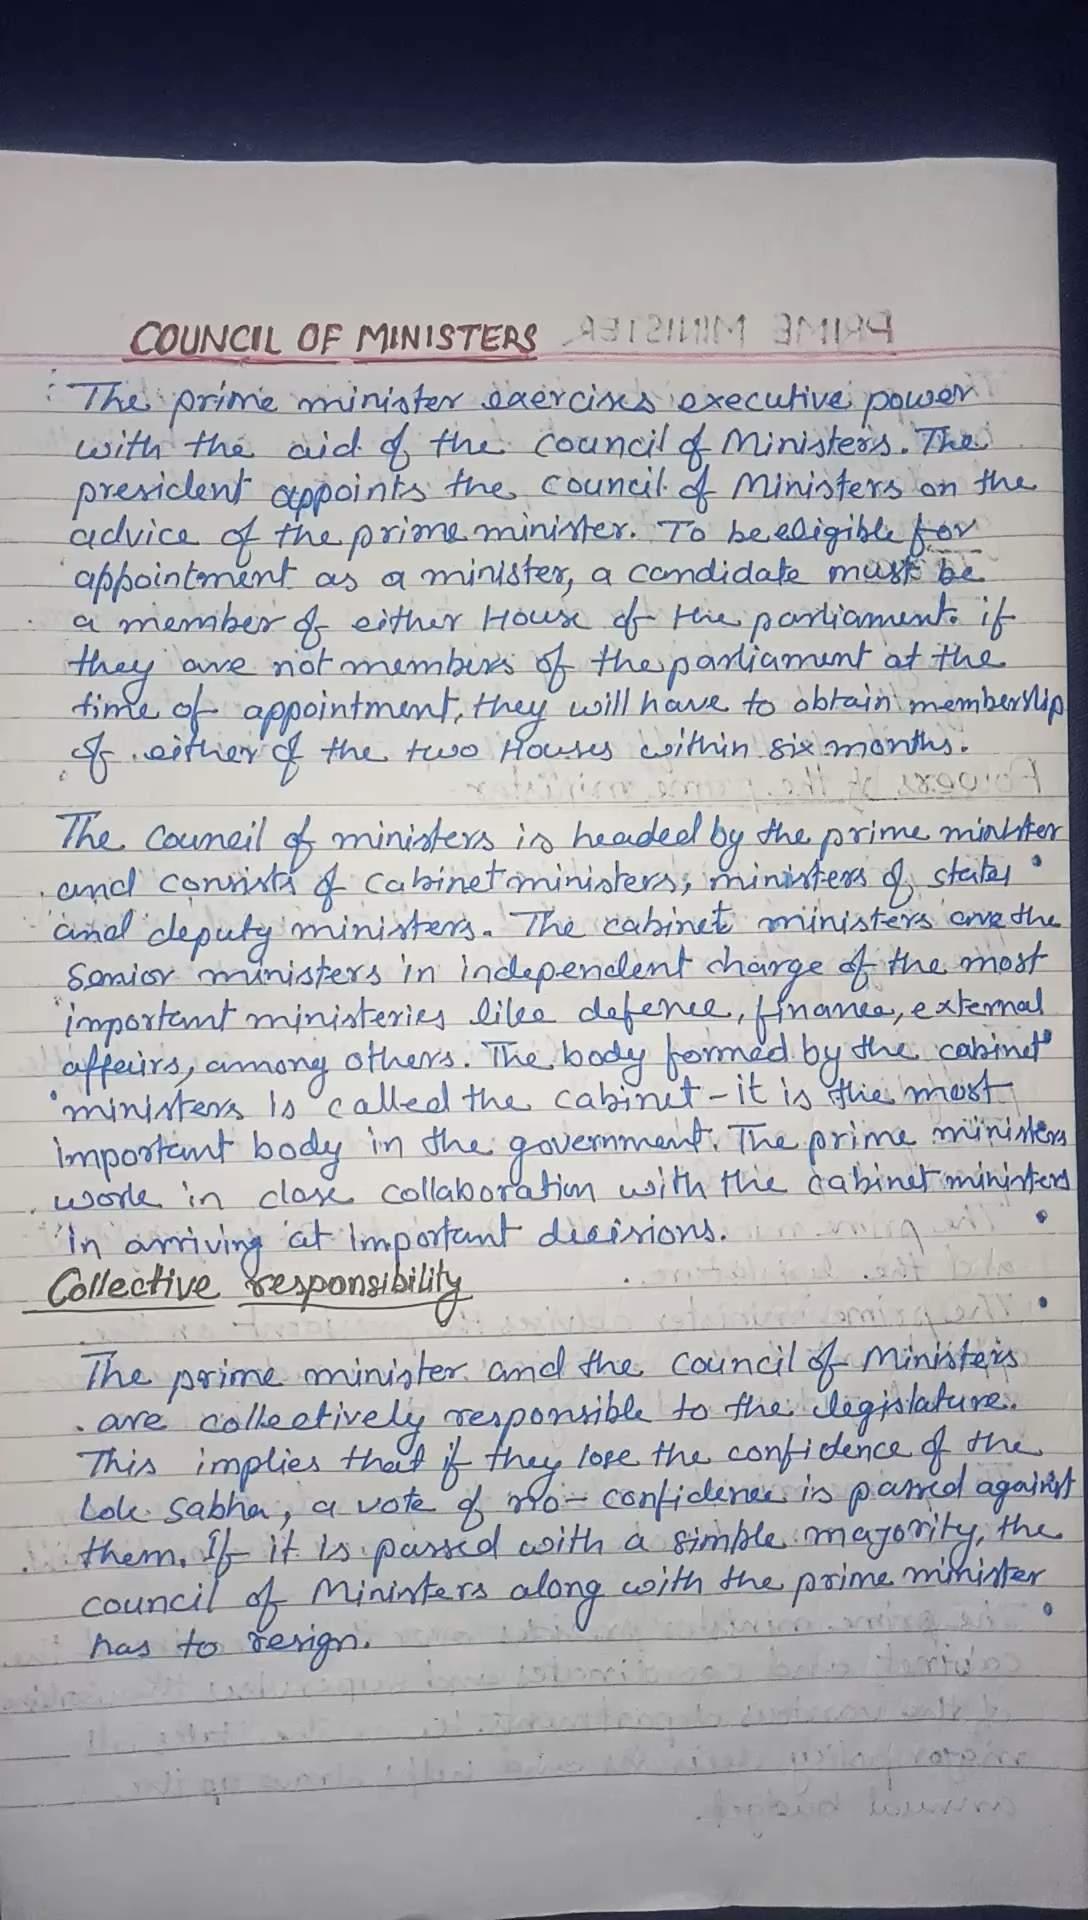 COUNCIL OF MINISTERS
The prime minister exercises executive power
with the aid of the council of Ministers. The
president appoints the council of Ministers on the
advice of the prime minister. To be eligible for
appointment as a minister, a candidate must be
a member of either House of the parliament. if
they are not members of the parliament at the
time of appointment, they will have to obtain membership
of either of the two Houses within six months.
The council of ministers is headed by the prime minister
and consists of cabinet ministers, ministers of states
and deputy ministers. The cabinet ministers are the
Senior ministers in independent charge of the most
important ministeries like defence, finance, external
affairs, among others. The body formed by the cabinet
ministers is called the cabinet - it is the most
important body in the government. The prime ministers
work in close collaboration with the cabinet ministers
in arriving at important decisions.
Collective responsibility
The prime minister and the council of Ministers
are collectively responsible to the legislature.
This implies that if they lose the confidence of the
Lok Sabha, a vote of no-confidence is passed against
them. If it is passed with a simple majority, the
council of Ministers along with the prime minister
has to resign.